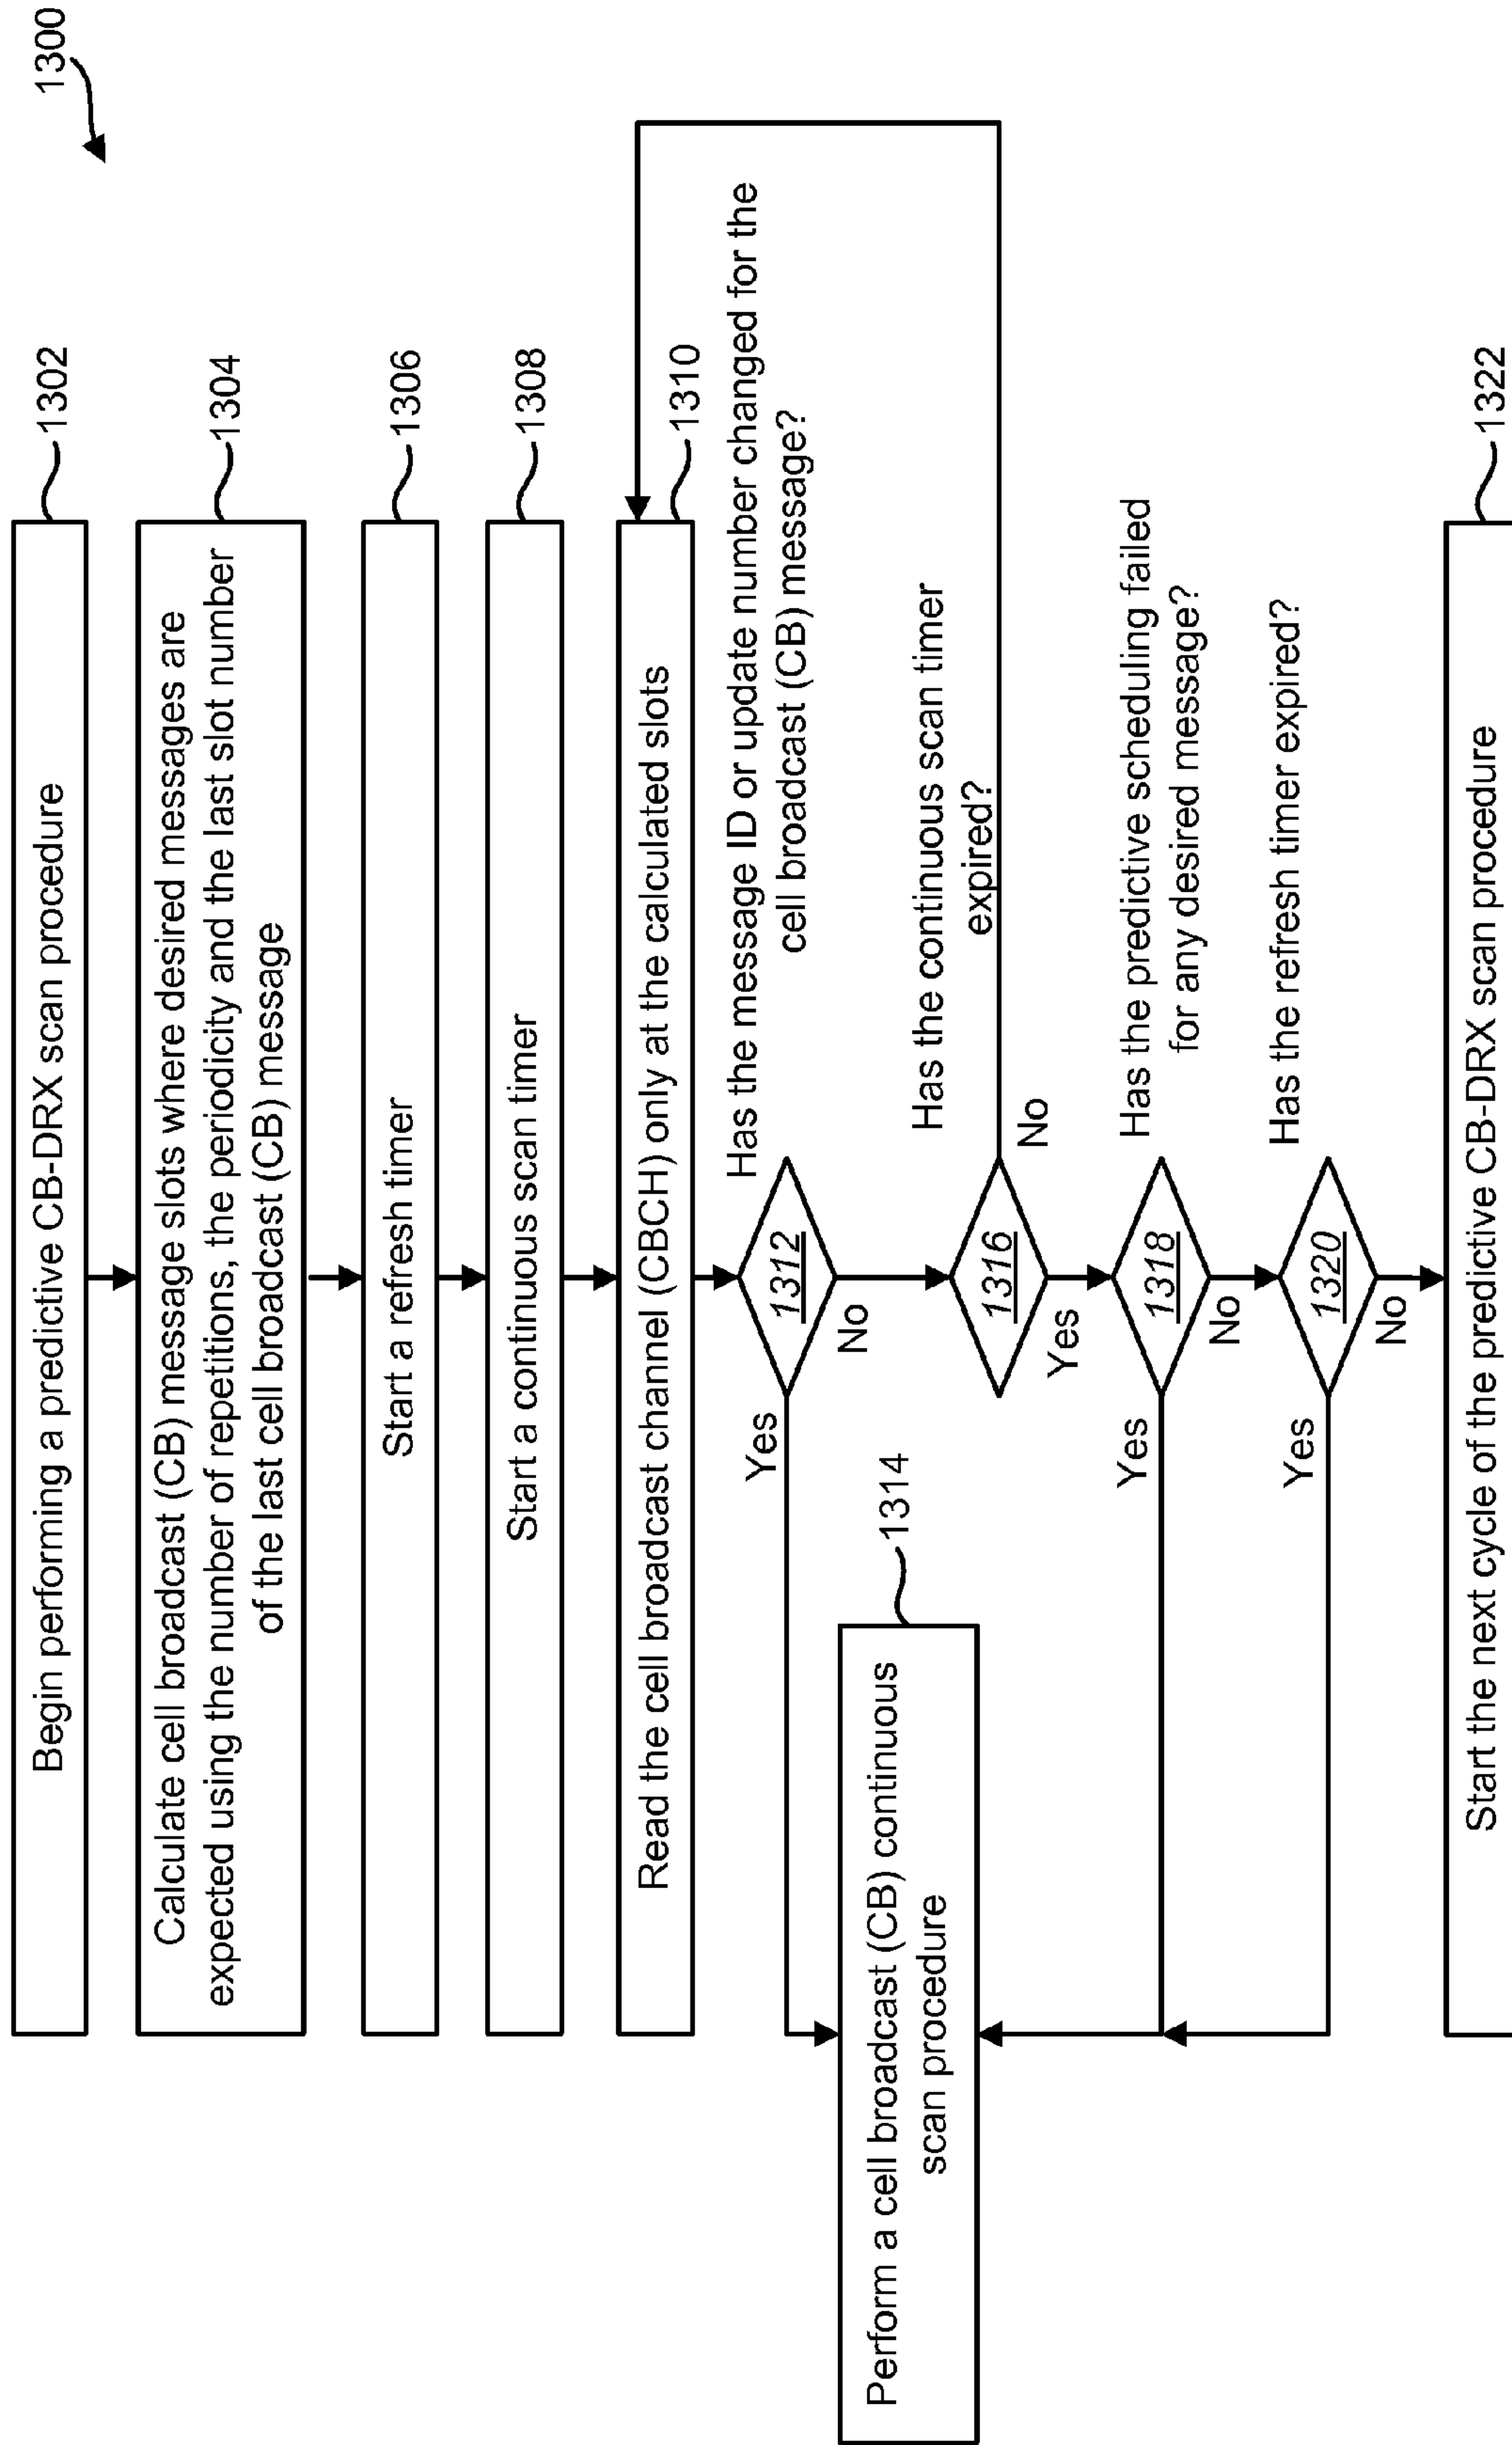 1300
Begin performing a predictive CB-DRX scan procedure
1302
Calculate cell broadcast (CB) message slots where desired messages are
expected using the number of repetitions, the periodicity and the last slot number
of the last cell broadcast (CB) message
1304
Start a refresh timer
1306
Start a continuous scan timer
1308
Read the cell broadcast channel (CBCH) only at the calculated slots
1310
Has the message ID or update number changed for the
cell broadcast (CB) message?
1312
Yes
No
Perform a cell broadcast (CB) continuous
scan procedure
1314
Has the continuous scan timer
expired?
1316
No
Yes
Has the predictive scheduling failed
for any desired message?
1318
Yes
No
Has the refresh timer expired?
1320
Yes
No
Start the next cycle of the predictive CB-DRX scan procedure
1322